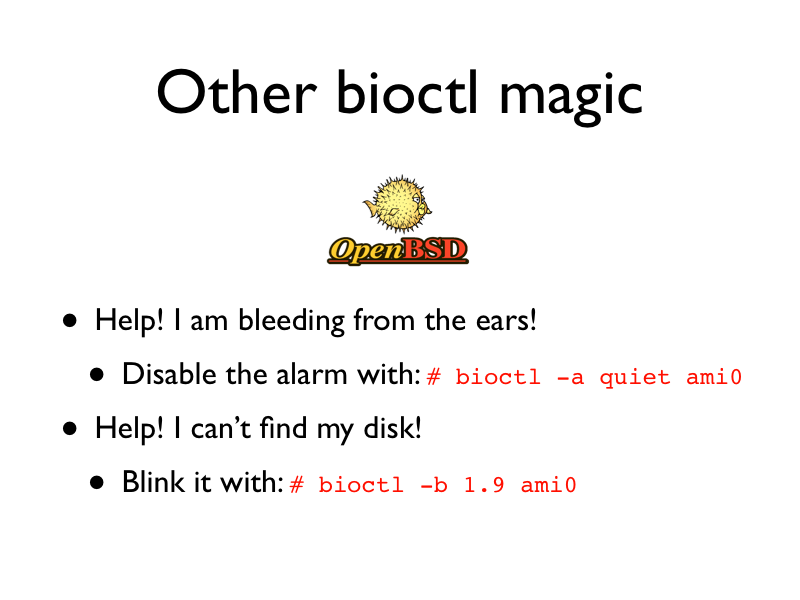 Other bioctl magic
OpenBSD
• Help! I am bleeding from the ears!
• Disable the alarm with: # bioctl -a quiet ami0
• Help! I can’t find my disk!
• Blink it with: # bioctl -b 1.9 ami0